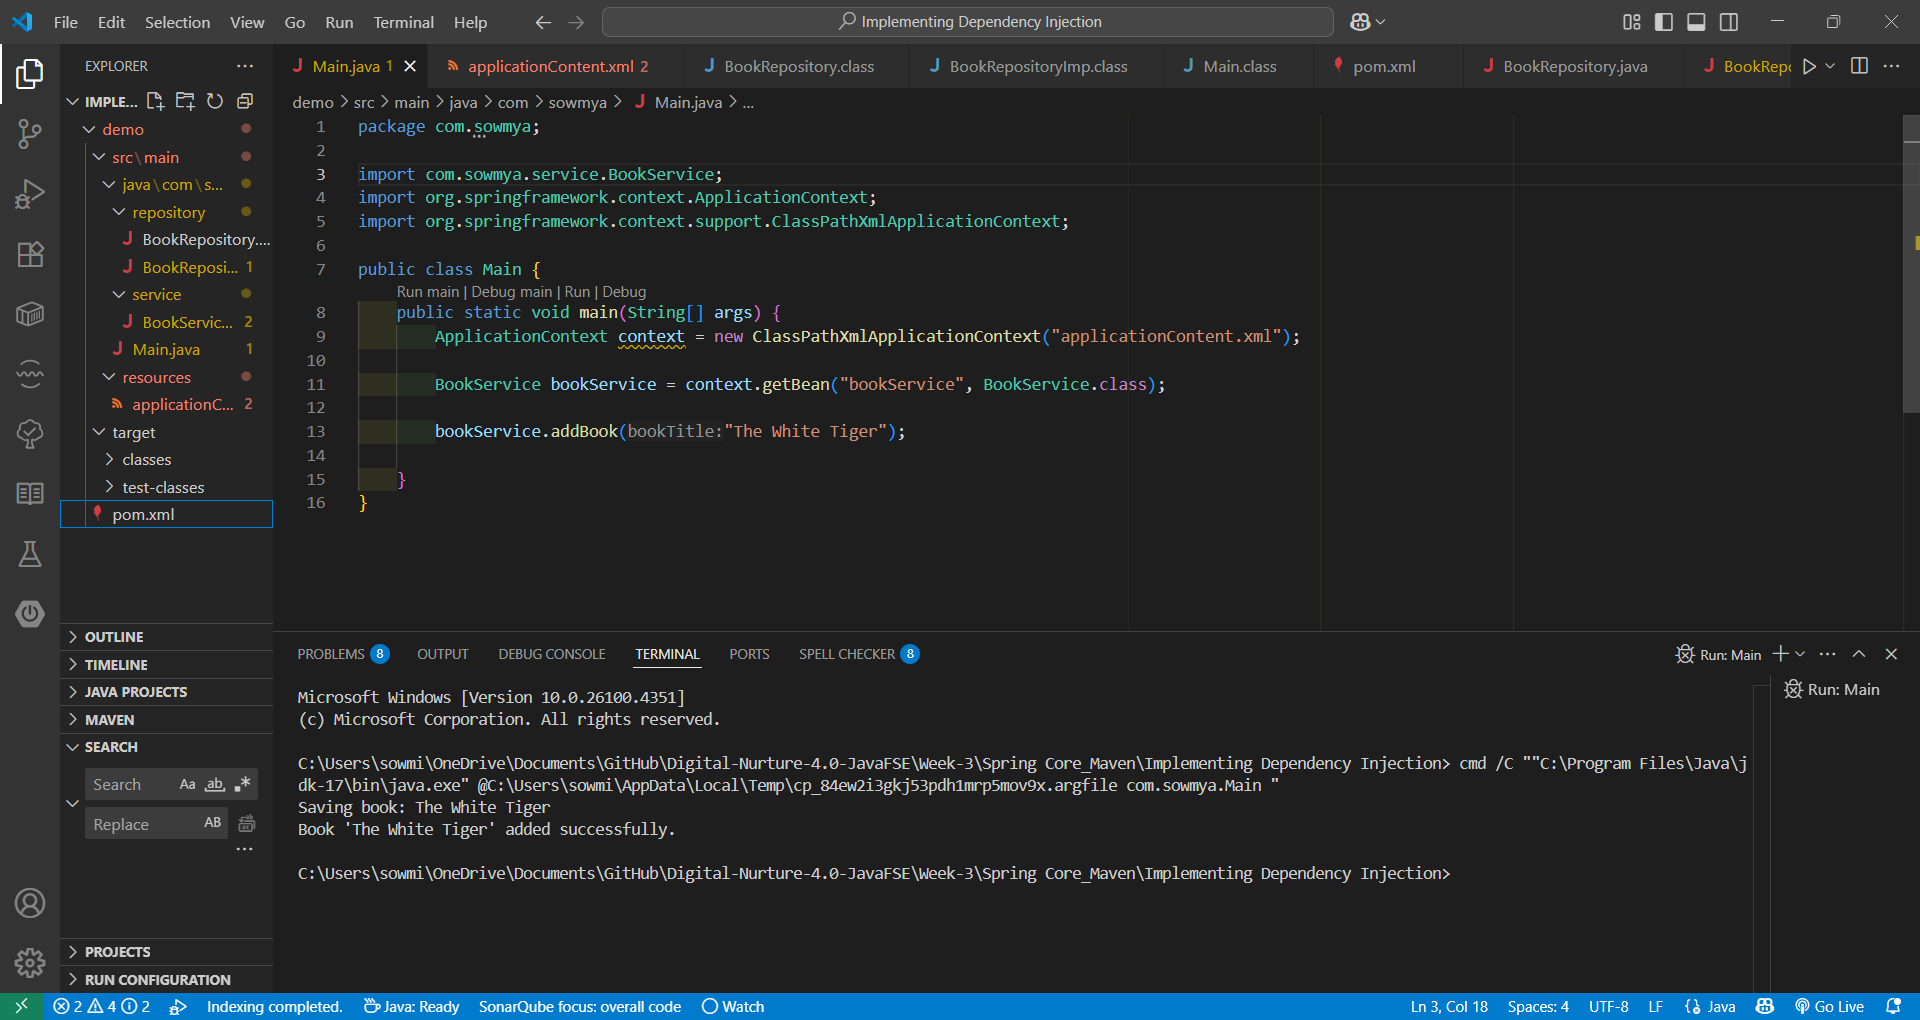 File Edit Selection View Go Run Terminal Help
Implementing Dependency Injection
EXPLORER
IMPLE...
demo
src\main
java\com\s...
repository
BookRepository....
BookReposi... 1
service
BookServic... 2
Main.java 1
resources
applicationC... 2
target
classes
test-classes
pom.xml
OUTLINE
TIMELINE
JAVA PROJECTS
MAVEN
SEARCH
Search Aa ab
Replace AB
PROJECTS
RUN CONFIGURATION
Main.java 1 applicationContent.xml 2 BookRepository.class BookRepositoryImp.class Main.class pom.xml BookRepository.java BookRepo
demo > src > main > java > com > sowmya > Main.java > ...
1 package com.sowmya;
2
3 import com.sowmya.service.BookService;
4 import org.springframework.context.ApplicationContext;
5 import org.springframework.context.support.ClassPathXmlApplicationContext;
6
7 public class Main {
Run main | Debug main | Run | Debug
8 public static void main(String[] args) {
9 ApplicationContext context = new ClassPathXmlApplicationContext("applicationContent.xml");
10
11 BookService bookService = context.getBean("bookService", BookService.class);
12
13 bookService.addBook(bookTitle:"The White Tiger");
14
15 }
16 }
PROBLEMS 8 OUTPUT DEBUG CONSOLE TERMINAL PORTS SPELL CHECKER 8
Run: Main
Run: Main
Microsoft Windows [Version 10.0.26100.4351]
(c) Microsoft Corporation. All rights reserved.
C:\Users\sowmi\OneDrive\Documents\GitHub\Digital-Nurture-4.0-JavaFSE\Week-3\Spring Core_Maven\Implementing Dependency Injection> cmd /C ""C:\Program Files\Java\j
dk-17\bin\java.exe" @C:\Users\sowmi\AppData\Local\Temp\cp_84ew2i3gkj53pdh1mrp5mov9x.argfile com.sowmya.Main "
Saving book: The White Tiger
Book 'The White Tiger' added successfully.
C:\Users\sowmi\OneDrive\Documents\GitHub\Digital-Nurture-4.0-JavaFSE\Week-3\Spring Core_Maven\Implementing Dependency Injection>
2 4 2 Indexing completed. Java: Ready SonarQube focus: overall code Watch Ln 3, Col 18 Spaces: 4 UTF-8 LF Java Go Live